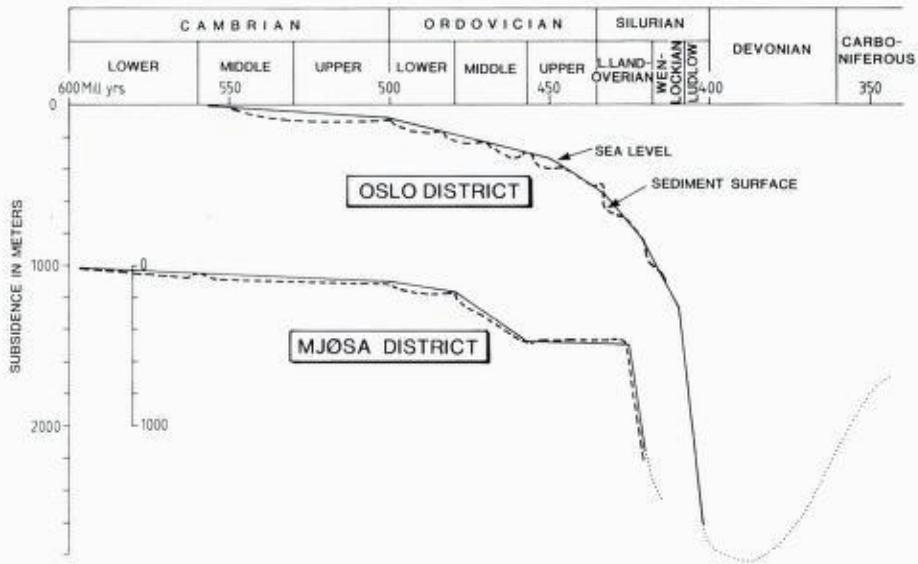 CAMBRIAN ORDOVICIAN SILURIAN
DEVONIAN
CARBO-
NIFEROUS
LOWER MIDDLE UPPER LOWER MIDDLE UPPER
LLAND-
OVERIAN
WEN-
LOCKIAN
LUDLOW
600 Mill yrs 550 500 450 400 350
0
SEA LEVEL
SEDIMENT SURFACE
OSLO DISTRICT
SUBSIDENCE IN METERS
1000
0
MJØSA DISTRICT
1000
2000